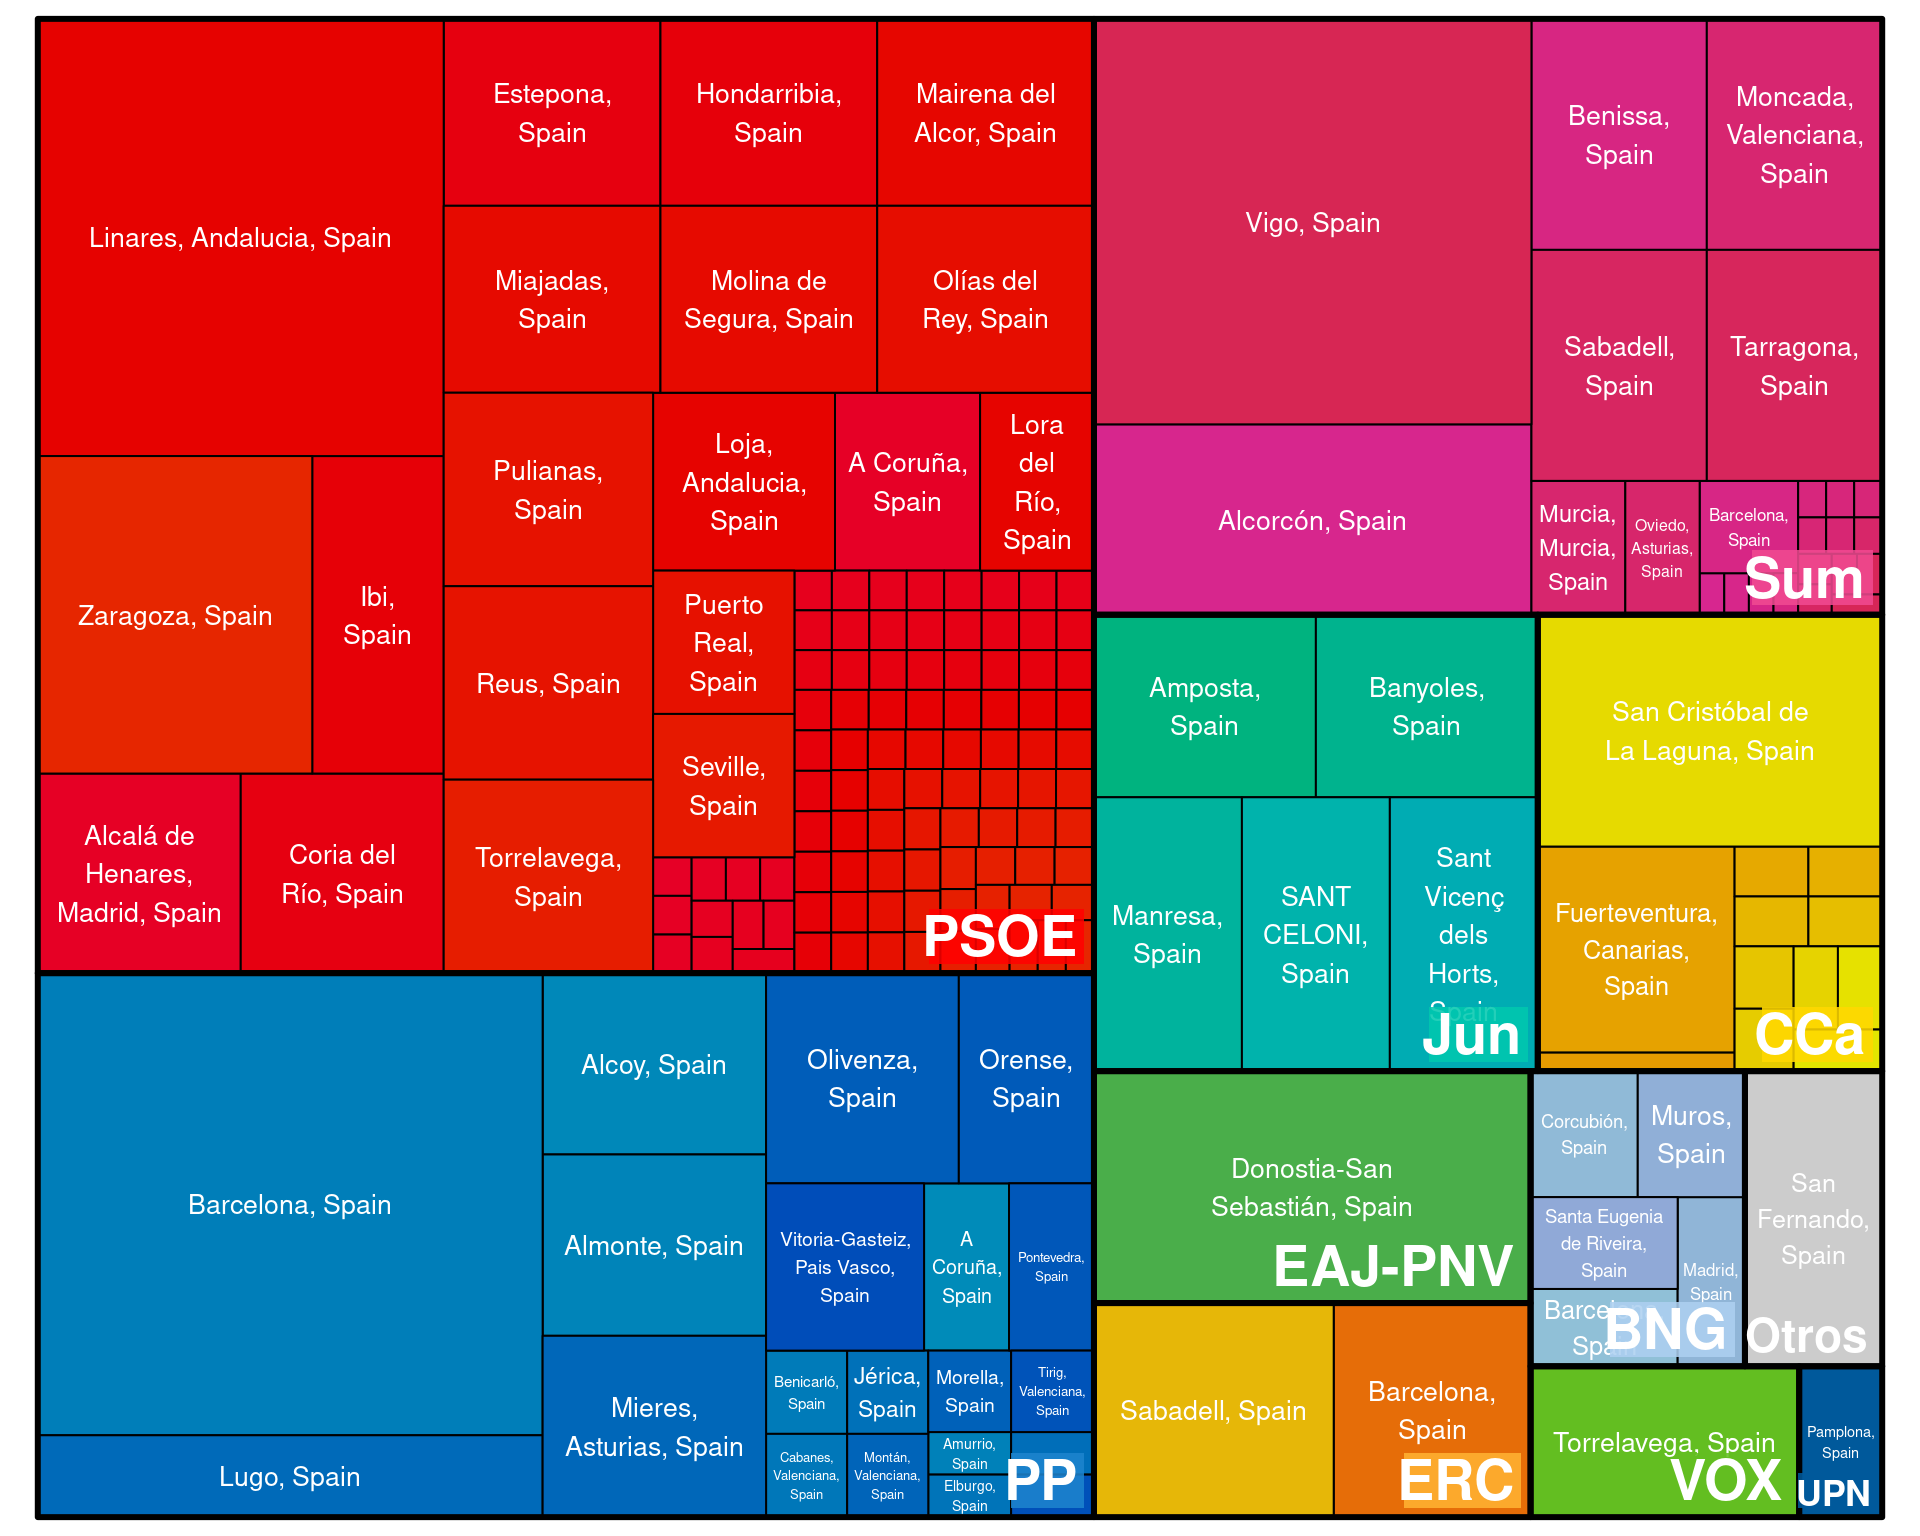 Linares, Andalucia, Spain
Estepona,
Spain
Hondarribia,
Spain
Mairena del
Alcor, Spain
Miajadas,
Spain
Molina de
Segura, Spain
Olías del
Rey, Spain
Zaragoza, Spain
Ibi,
Spain
Alcalá de
Henares,
Madrid, Spain
Coria del
Río, Spain
Pulianas,
Spain
Reus, Spain
Torrelavega,
Spain
Loja,
Andalucia,
Spain
A Coruña,
Spain
Lora
del
Río,
Spain
Puerto
Real,
Spain
Seville,
Spain
PSOE
Vigo, Spain
Alcorcón, Spain
Benissa,
Spain
Moncada,
Valenciana,
Spain
Sabadell,
Spain
Tarragona,
Spain
Murcia,
Murcia,
Spain
Oviedo,
Asturias,
Spain
Barcelona,
Spain
Sum
Amposta,
Spain
Banyoles,
Spain
Manresa,
Spain
SANT
CELONI,
Spain
Sant
Vicenç
dels
Horts,
Spain
Jun
San Cristóbal de
La Laguna, Spain
Fuerteventura,
Canarias,
Spain
CCa
Barcelona, Spain
Lugo, Spain
Alcoy, Spain
Almonte, Spain
Mieres,
Asturias, Spain
Olivenza,
Spain
Orense,
Spain
Vitoria-Gasteiz,
Pais Vasco,
Spain
A
Coruña,
Spain
Pontevedra,
Spain
Benicarló,
Spain
Jérica,
Spain
Morella,
Spain
Tirig,
Valenciana,
Spain
Cabanes,
Valenciana,
Spain
Montán,
Valenciana,
Spain
Amurrio,
Spain
Elburgo,
Spain
PP
Donostia-San
Sebastián, Spain
EAJ-PNV
Sabadell, Spain
Barcelona,
Spain
ERC
Corcubión,
Spain
Muros,
Spain
Santa Eugenia
de Riveira,
Spain
Madrid,
Spain
Barcelona,
Spain
BNG
San
Fernando,
Spain
Otros
Torrelavega, Spain
VOX
Pamplona,
Spain
UPN